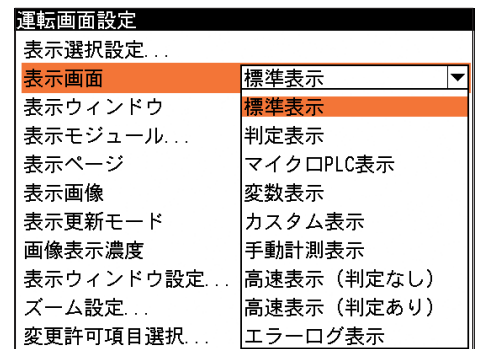 運転画面設定
表示選択設定...
表示画面 標準表示
表示ウィンドウ 標準表示
表示モジュール... 判定表示
表示ページ マイクロPLC表示
表示画像 変数表示
表示更新モード カスタム表示
画像表示濃度 手動計測表示
表示ウィンドウ設定... 高速表示（判定なし）
ズーム設定... 高速表示（判定あり）
変更許可項目選択... エラーログ表示